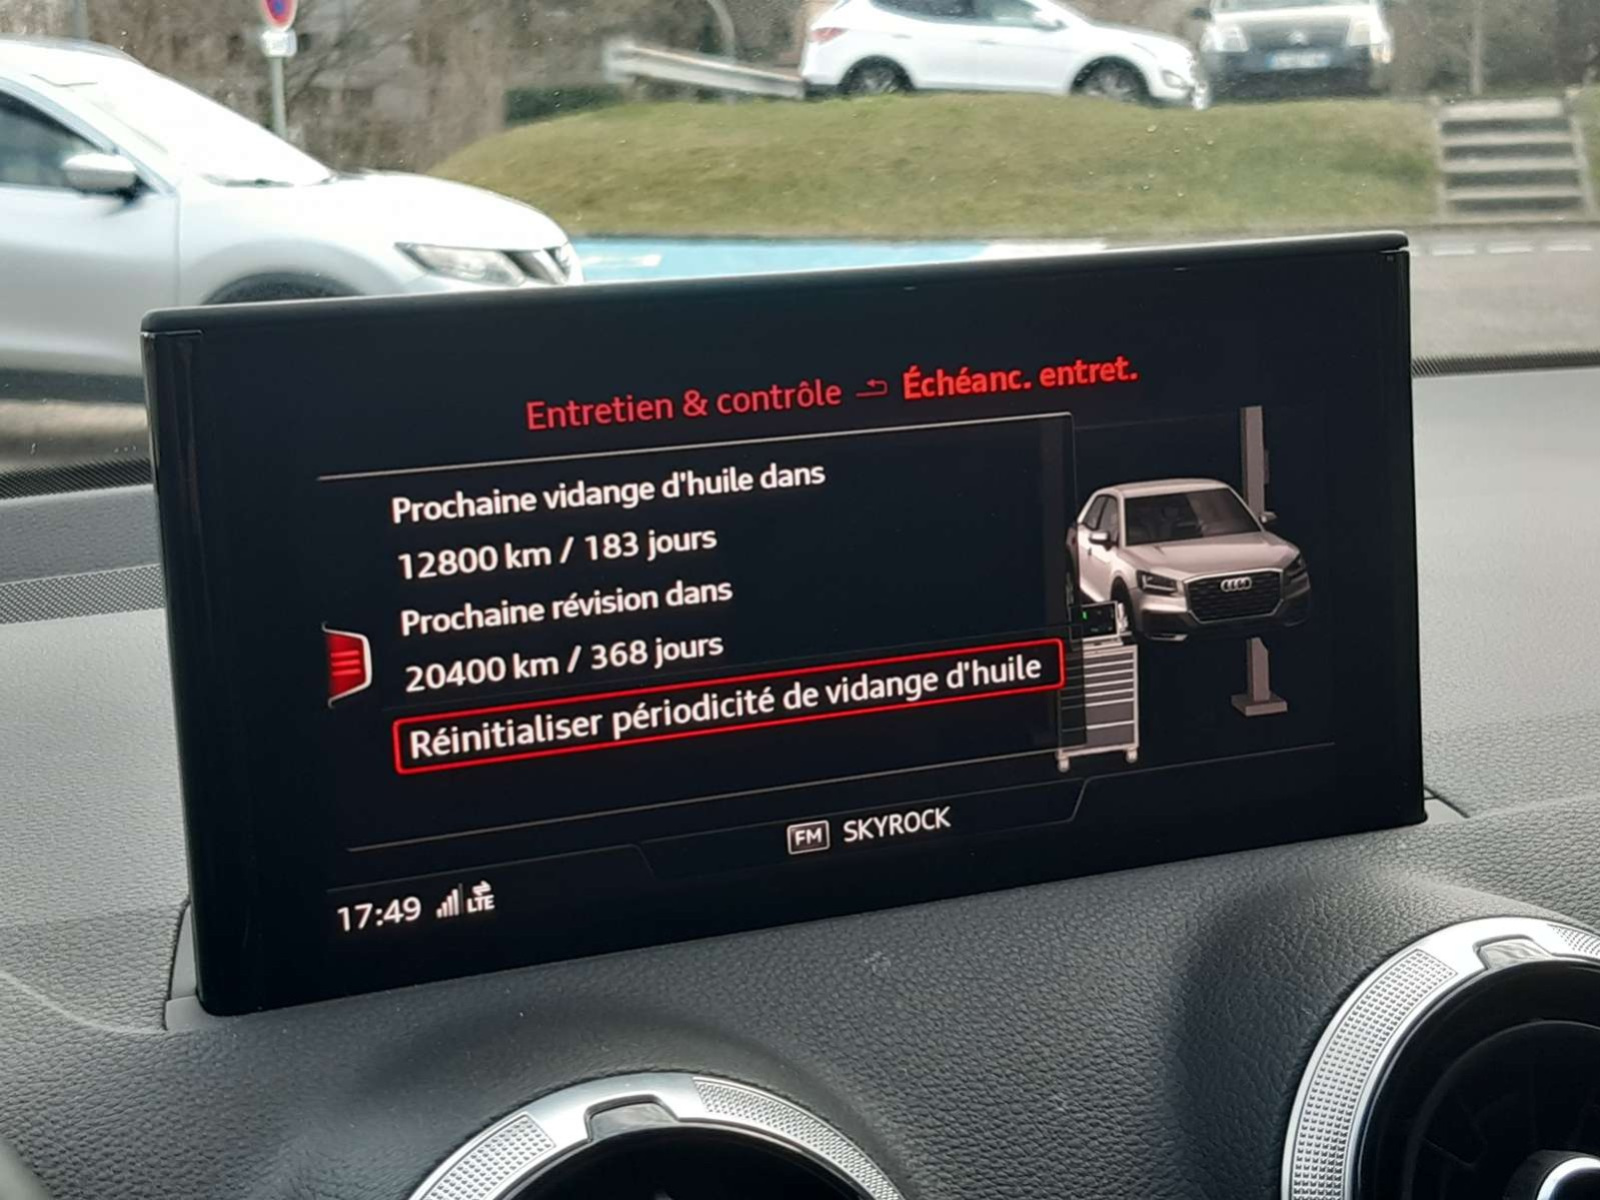 Entretien & contrôle Échéanc. entret.
Prochaine vidange d'huile dans
12800 km / 183 jours
Prochaine révision dans
20400 km / 368 jours
Réinitialiser périodicité de vidange d'huile
FM SKYROCK
17:49 LTE